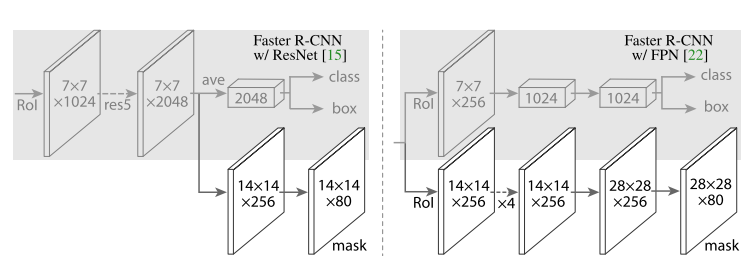 Faster R-CNN
w/ ResNet [15]
RoI
7×7
×1024
res5
7×7
×2048
ave
2048
class
box
14×14
×256
14×14
×80
mask
Faster R-CNN
w/ FPN [22]
RoI
7×7
×256
1024
1024
class
box
RoI
14×14
×256
×4
14×14
×256
28×28
×256
28×28
×80
mask